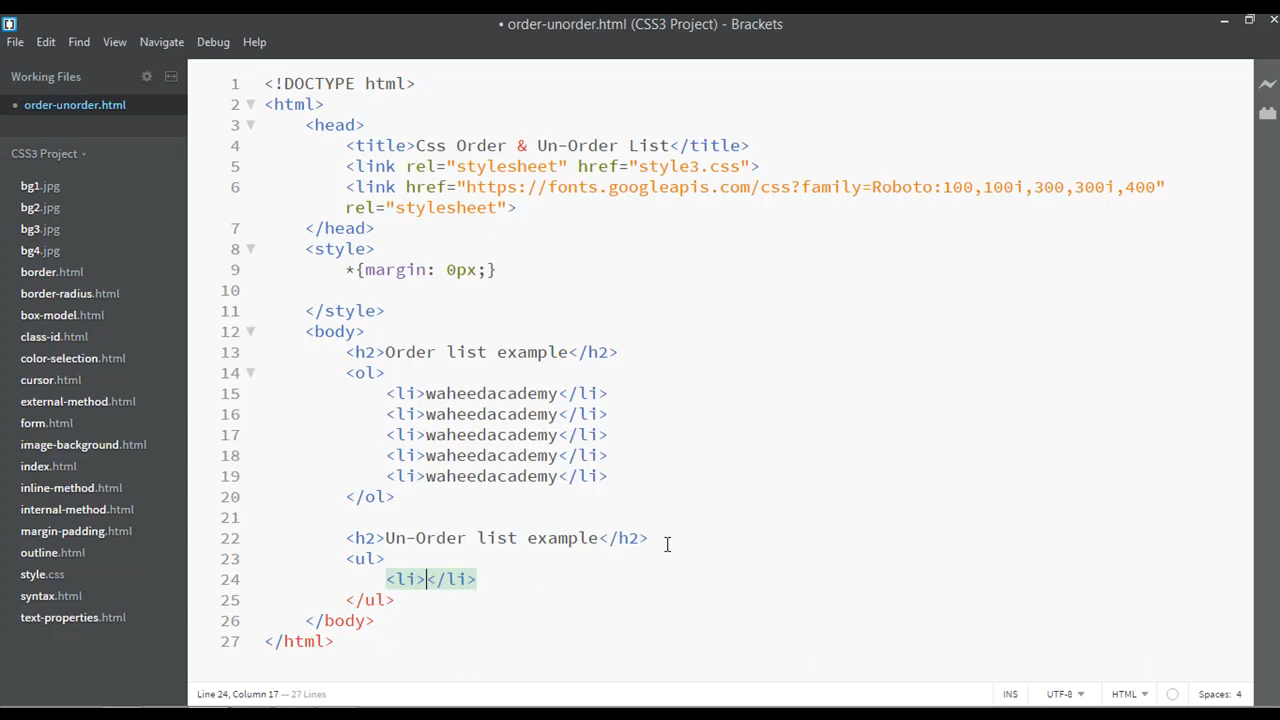 • order-unorder.html (CSS3 Project) - Brackets
File Edit Find View Navigate Debug Help
Working Files
• order-unorder.html
CSS3 Project
bg1.jpg
bg2.jpg
bg3.jpg
bg4.jpg
border.html
border-radius.html
box-model.html
class-id.html
color-selection.html
cursor.html
external-method.html
form.html
image-background.html
index.html
inline-method.html
internal-method.html
margin-padding.html
outline.html
style.css
syntax.html
text-properties.html
1 <!DOCTYPE html>
2 <html>
3 <head>
4 <title>Css Order & Un-Order List</title>
5 <link rel="stylesheet" href="style3.css">
6 <link href="https://fonts.googleapis.com/css?family=Roboto:100,100i,300,300i,400"
rel="stylesheet">
7 </head>
8 <style>
9 *{margin: 0px;}
10
11 </style>
12 <body>
13 <h2>Order list example</h2>
14 <ol>
15 <li>waheedacademy</li>
16 <li>waheedacademy</li>
17 <li>waheedacademy</li>
18 <li>waheedacademy</li>
19 <li>waheedacademy</li>
20 </ol>
21
22 <h2>Un-Order list example</h2>
23 <ul>
24 <li></li>
25 </ul>
26 </body>
27 </html>
Line 24, Column 17 — 27 Lines
INS UTF-8 HTML Spaces: 4